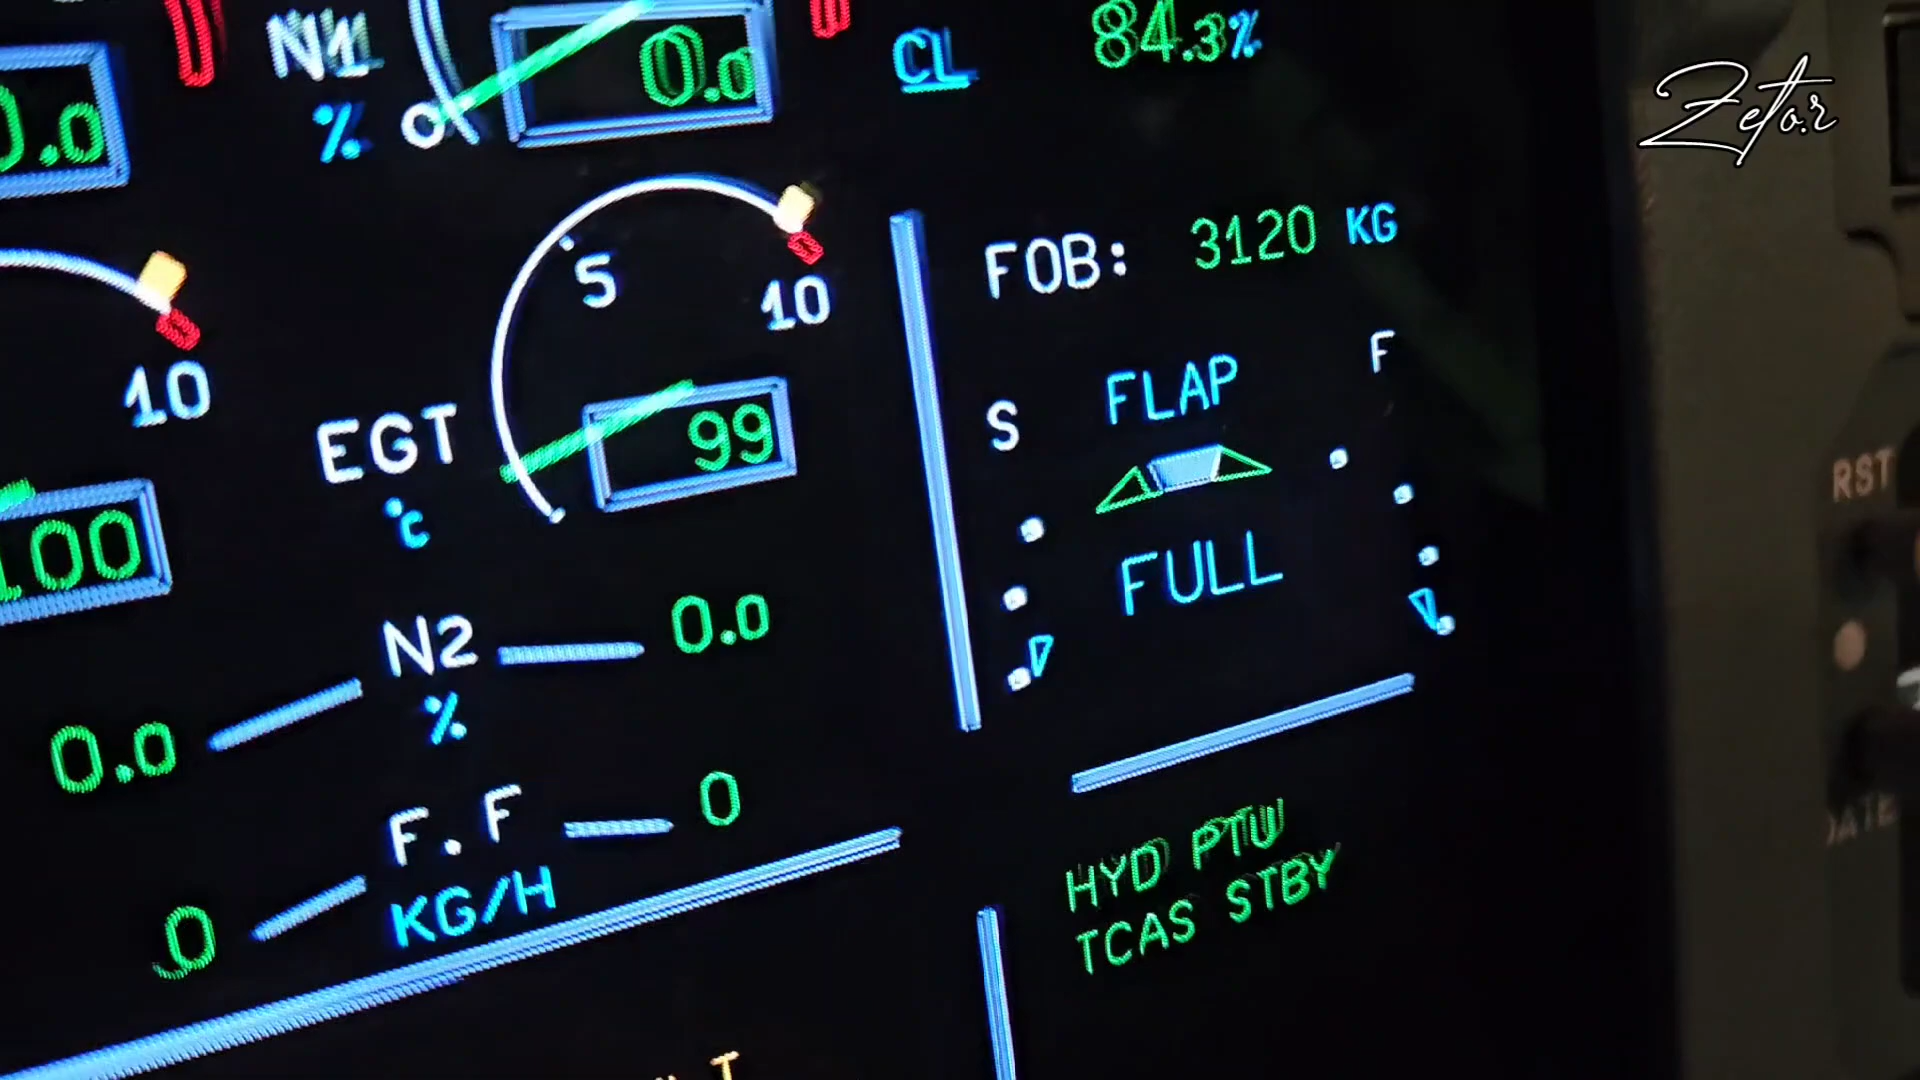 N1 0.0 CL 84.3%
0.0 %
5 10
10
FOB: 3120 KG
S FLAP F
EGT 99
°C
100
FULL
N2 0.0
%
0.0
F.F 0
0 KG/H
HYD PTU
TCAS STBY
Zeto.r
RST